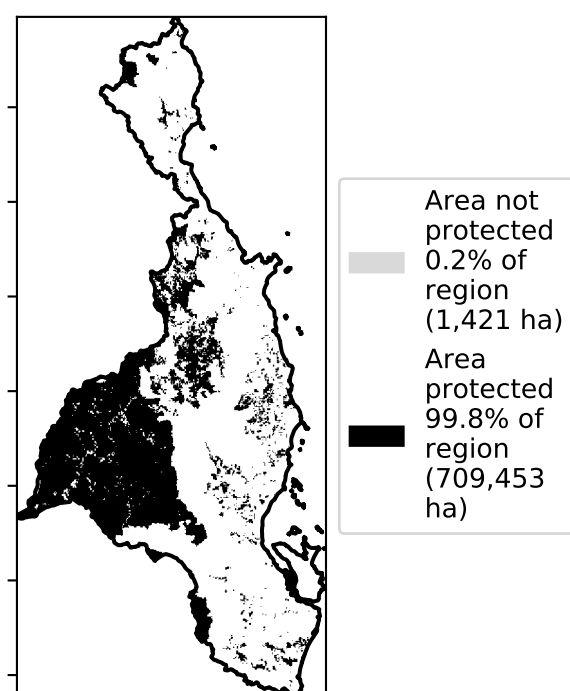 Area not
protected
0.2% of
region
(1,421 ha)
Area
protected
99.8% of
region
(709,453
ha)